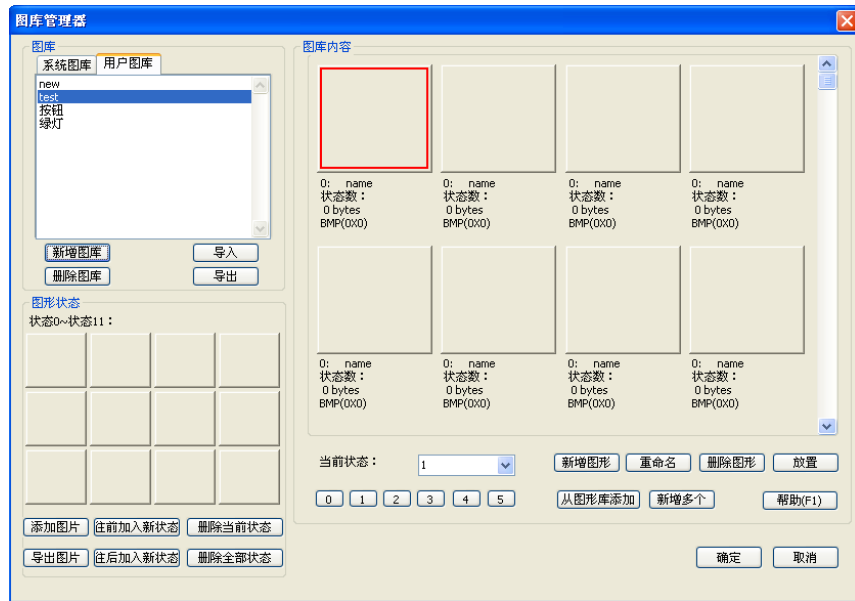 图库管理器
图库
系统图库 用户图库
new
test
按钮
绿灯
新增图库 导入
删除图库 导出
图形状态
状态0~状态11：
添加图片 往前加入新状态 删除当前状态
导出图片 往后加入新状态 删除全部状态
图库内容
0: name 0: name 0: name 0: name
状态数： 状态数： 状态数： 状态数：
0 bytes 0 bytes 0 bytes 0 bytes
BMP(0X0) BMP(0X0) BMP(0X0) BMP(0X0)
0: name 0: name 0: name 0: name
状态数： 状态数： 状态数： 状态数：
0 bytes 0 bytes 0 bytes 0 bytes
BMP(0X0) BMP(0X0) BMP(0X0) BMP(0X0)
当前状态： 1 新增图形 重命名 删除图形 放置
0 1 2 3 4 5 从图形库添加 新增多个 帮助(F1)
确定 取消